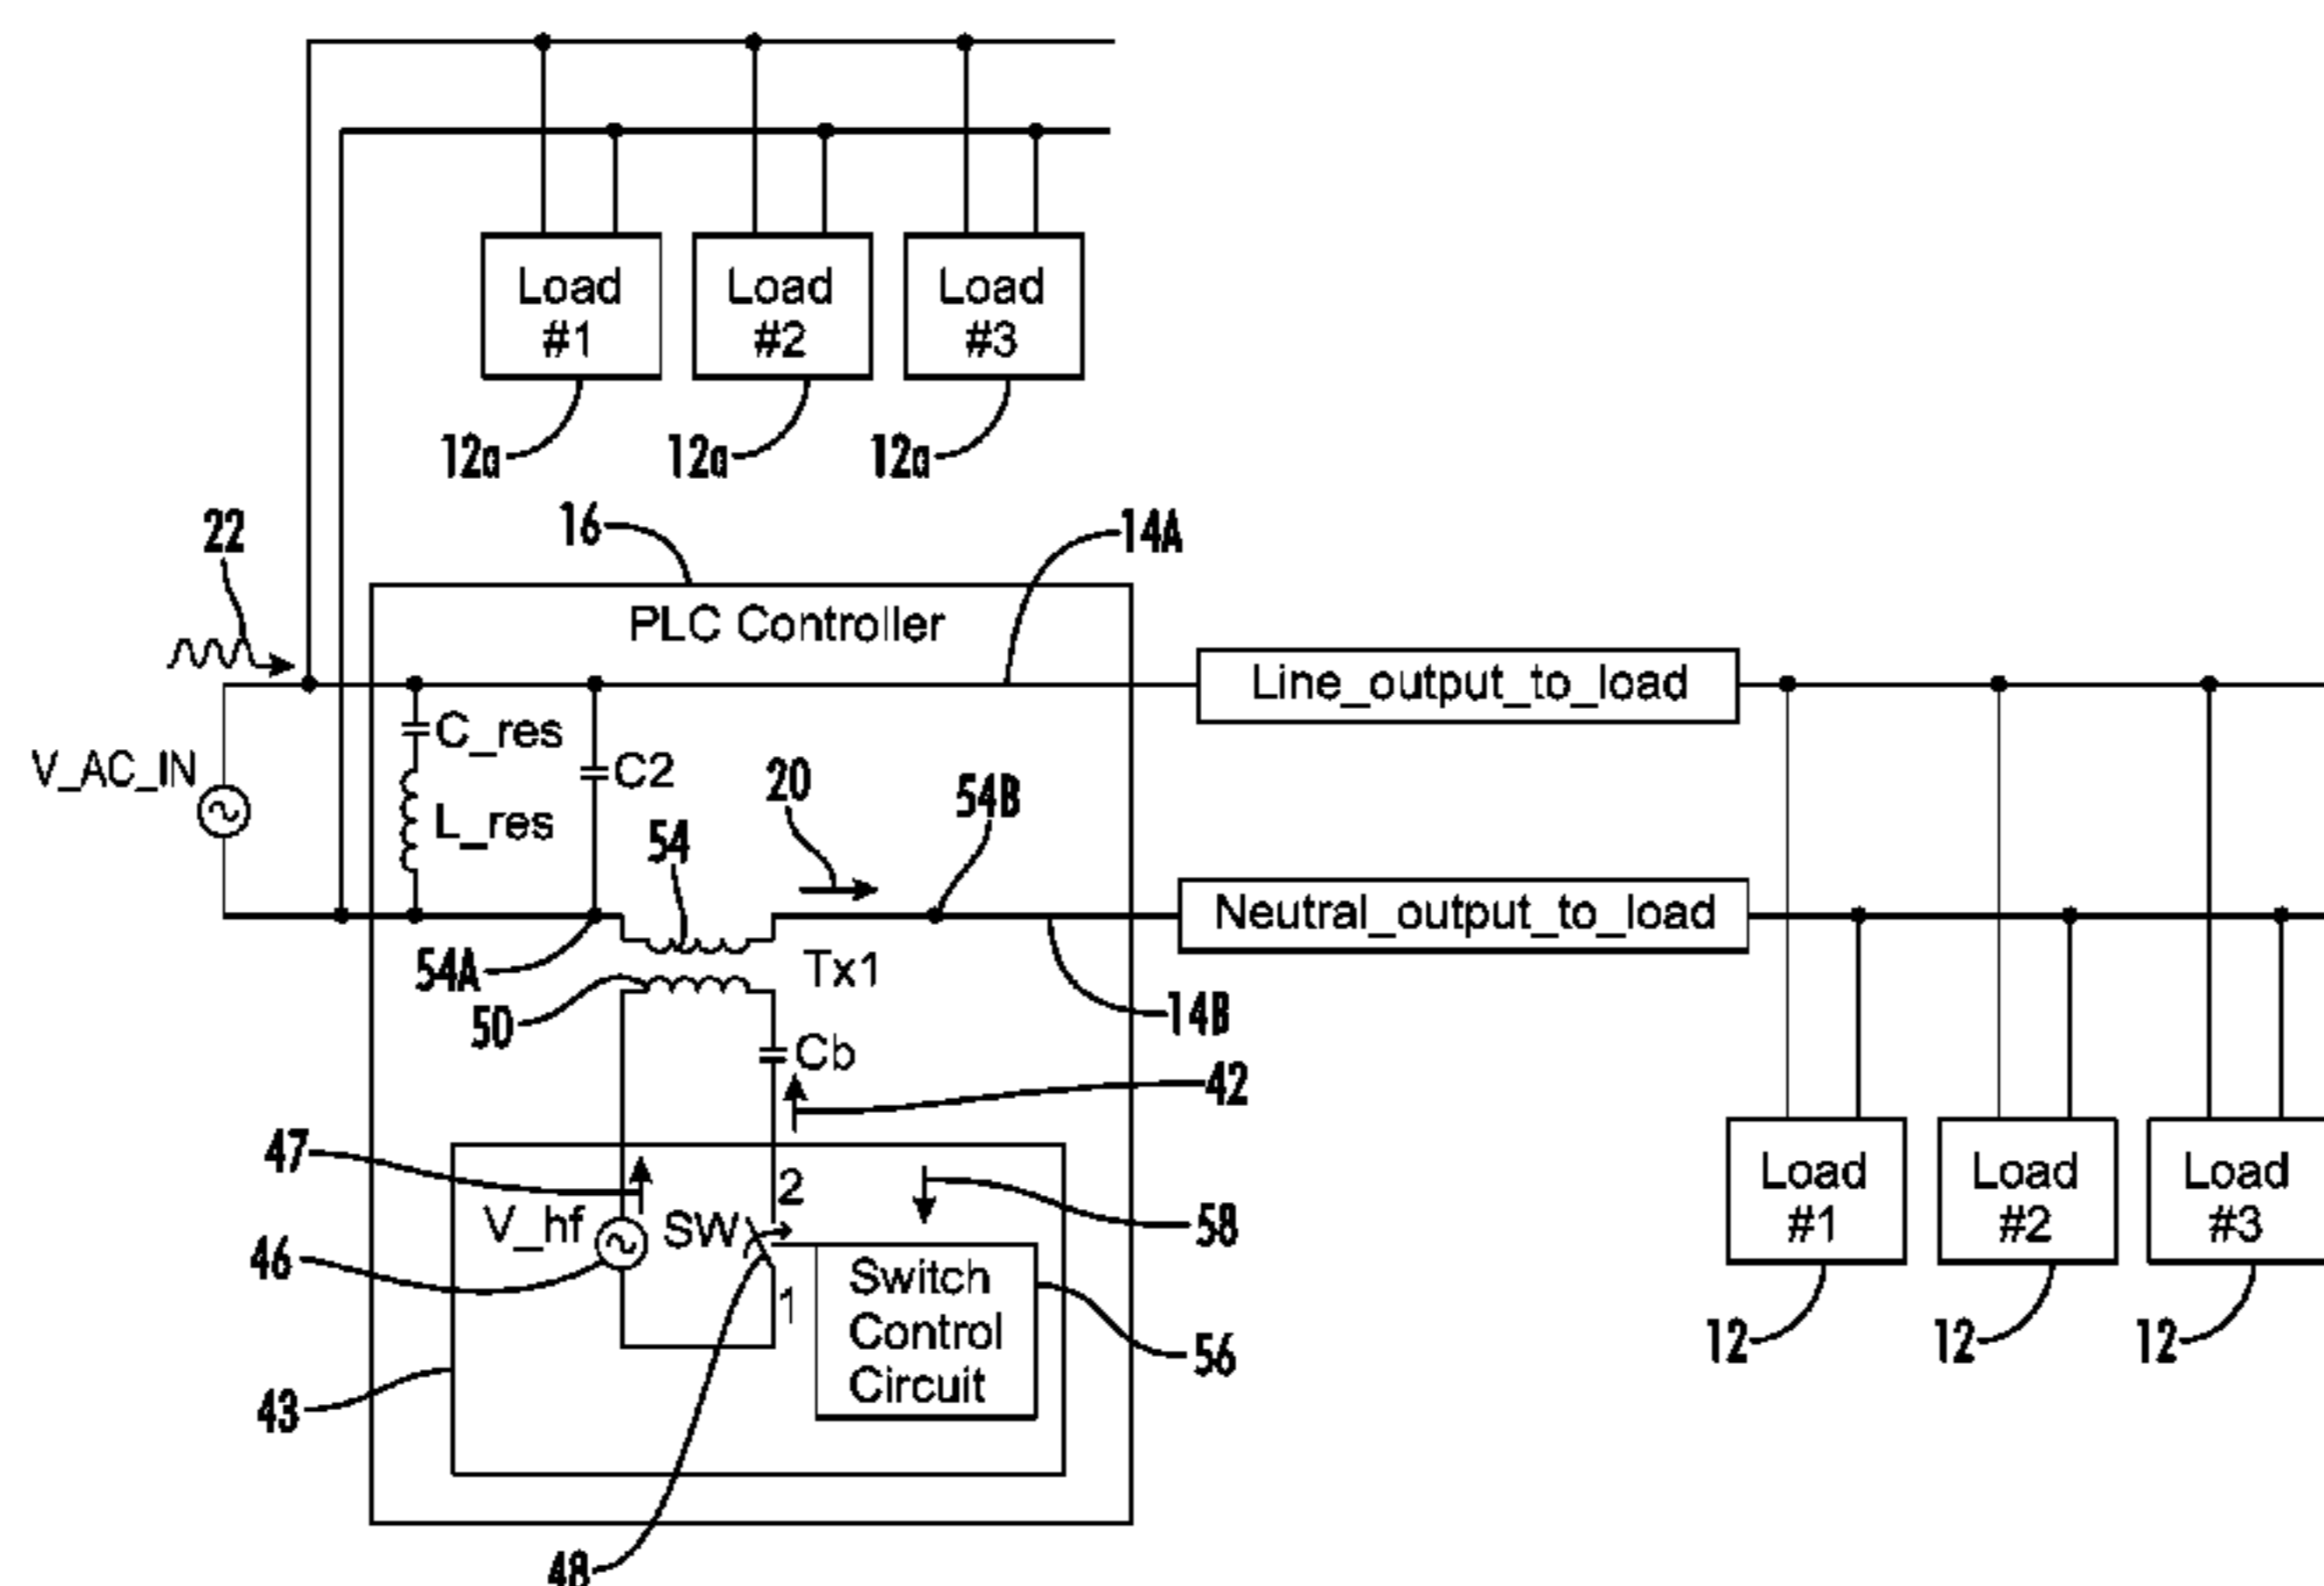 Load
#1
Load
#2
Load
#3
12a
12a
12a
22
16
14A
PLC Controller
Line_output_to_load
C_res
C2
V_AC_IN
L_res
20
54B
54
Neutral_output_to_load
54A
Tx1
50
14B
Cb
42
47
2
V_hf
SW
58
46
1
Switch
Control
Circuit
56
43
48
Load
#1
Load
#2
Load
#3
12
12
12